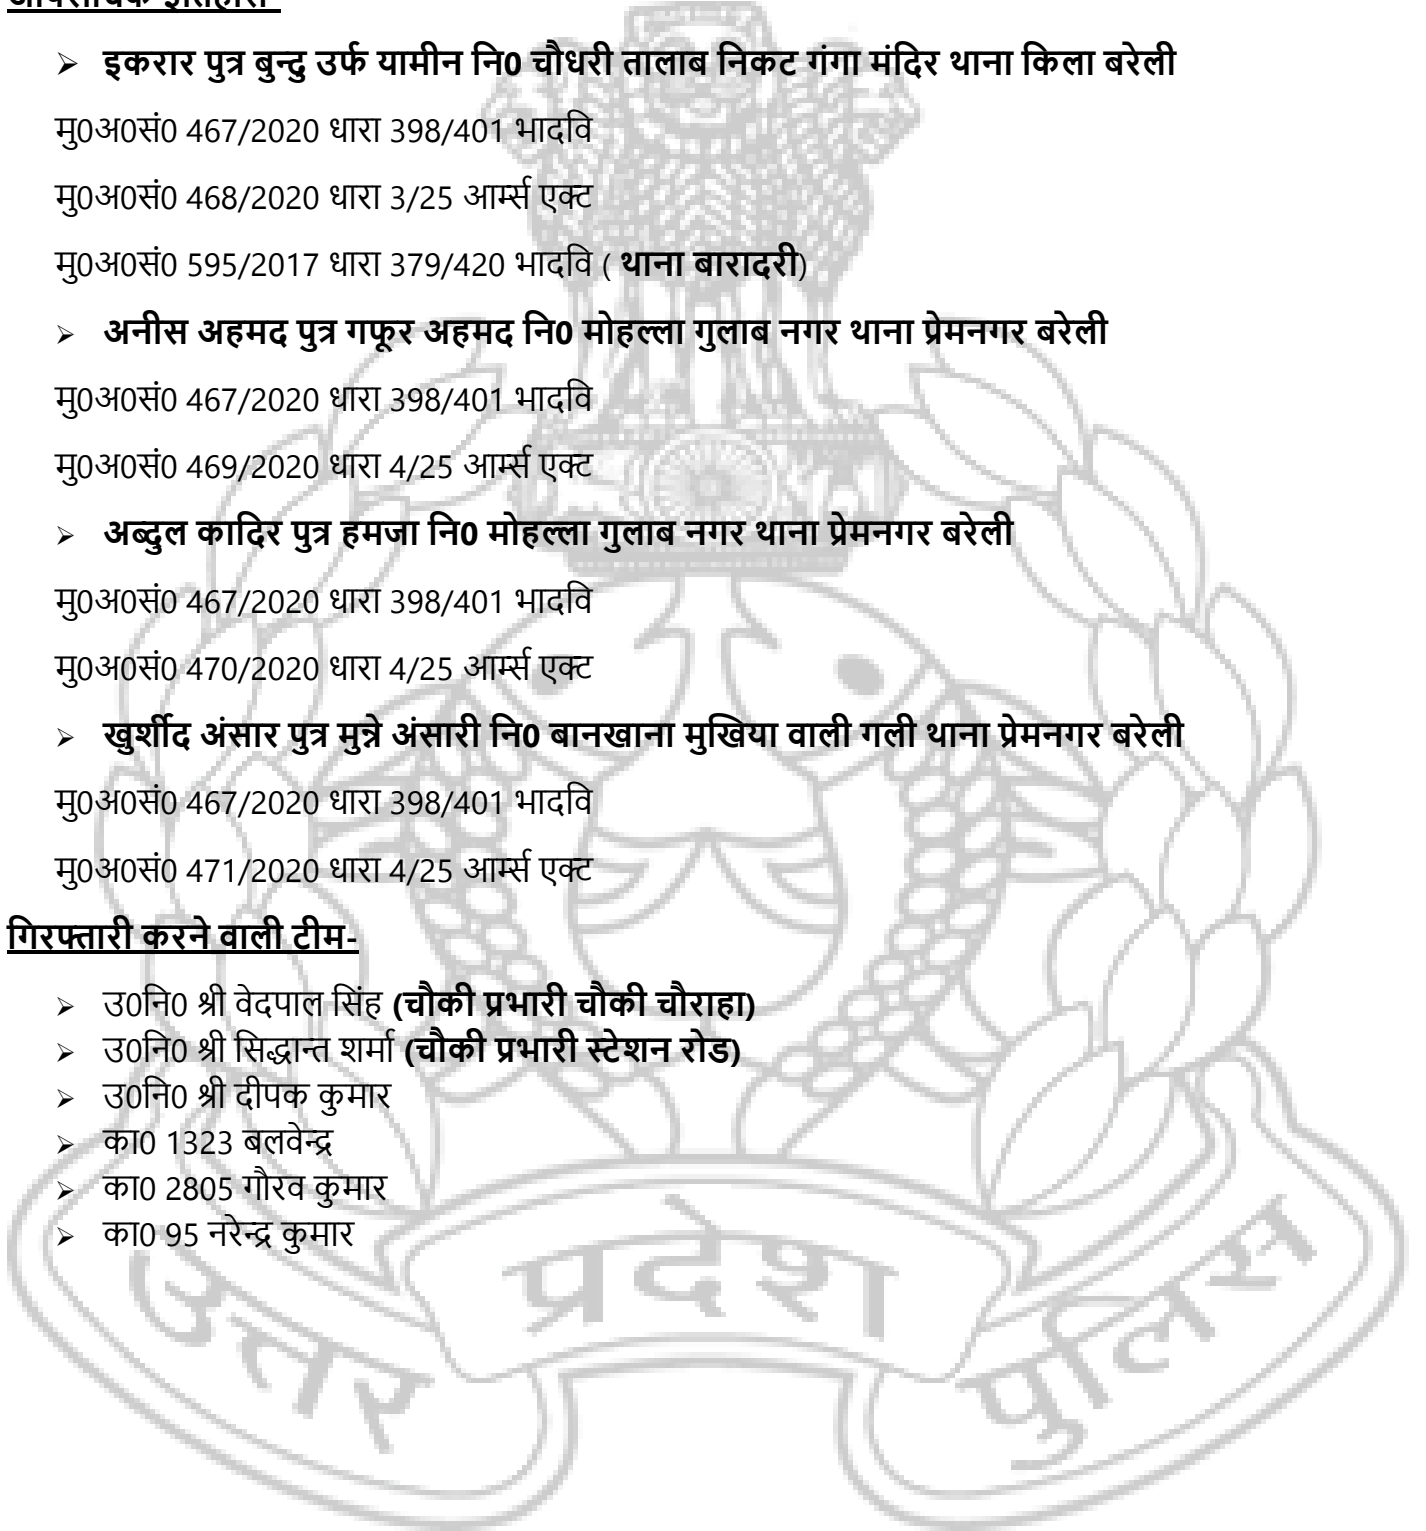 आपराधिक इतिहास-
➢ इकरार पुत्र बुन्दु उर्फ यामीन नि0 चौधरी तालाब निकट गंगा मंदिर थाना किला बरेली
मु0अ0सं0 467/2020 धारा 398/401 भादवि
मु0अ0सं0 468/2020 धारा 3/25 आर्म्स एक्ट
मु0अ0सं0 595/2017 धारा 379/420 भादवि ( थाना बारादरी)
➢ अनीस अहमद पुत्र गफूर अहमद नि0 मोहल्ला गुलाब नगर थाना प्रेमनगर बरेली
मु0अ0सं0 467/2020 धारा 398/401 भादवि
मु0अ0सं0 469/2020 धारा 4/25 आर्म्स एक्ट
➢ अब्दुल कादिर पुत्र हमजा नि0 मोहल्ला गुलाब नगर थाना प्रेमनगर बरेली
मु0अ0सं0 467/2020 धारा 398/401 भादवि
मु0अ0सं0 470/2020 धारा 4/25 आर्म्स एक्ट
➢ खुर्शीद अंसार पुत्र मुन्ने अंसारी नि0 बानखाना मुखिया वाली गली थाना प्रेमनगर बरेली
मु0अ0सं0 467/2020 धारा 398/401 भादवि
मु0अ0सं0 471/2020 धारा 4/25 आर्म्स एक्ट
गिरफ्तारी करने वाली टीम-
➢ उ0नि0 श्री वेदपाल सिंह (चौकी प्रभारी चौकी चौराहा)
➢ उ0नि0 श्री सिद्धान्त शर्मा (चौकी प्रभारी स्टेशन रोड)
➢ उ0नि0 श्री दीपक कुमार
➢ का0 1323 बलवेन्द्र
➢ का0 2805 गौरव कुमार
➢ का0 95 नरेन्द्र कुमार
उत्तर प्रदेश पुलिस